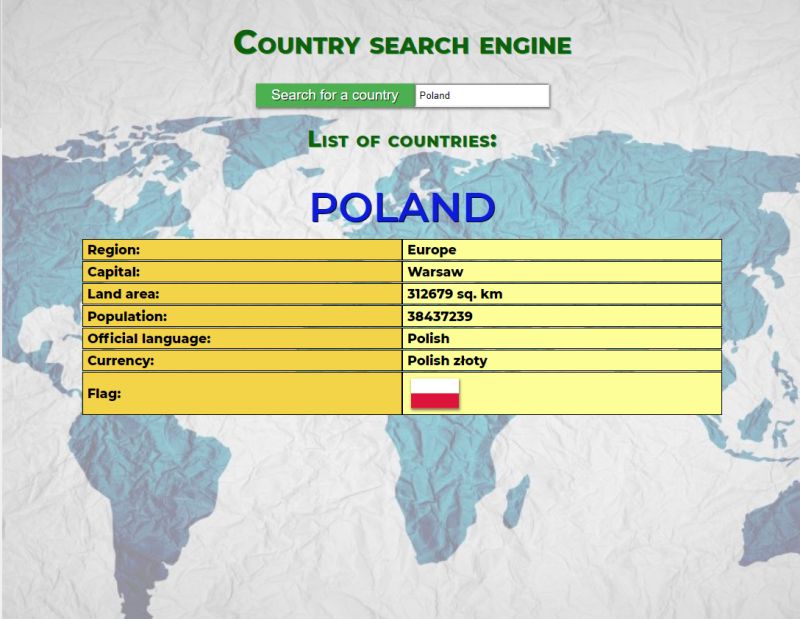 Country search engine
Search for a country Poland
List of countries:
POLAND
Region: Europe
Capital: Warsaw
Land area: 312679 sq. km
Population: 38437239
Official language: Polish
Currency: Polish złoty
Flag: